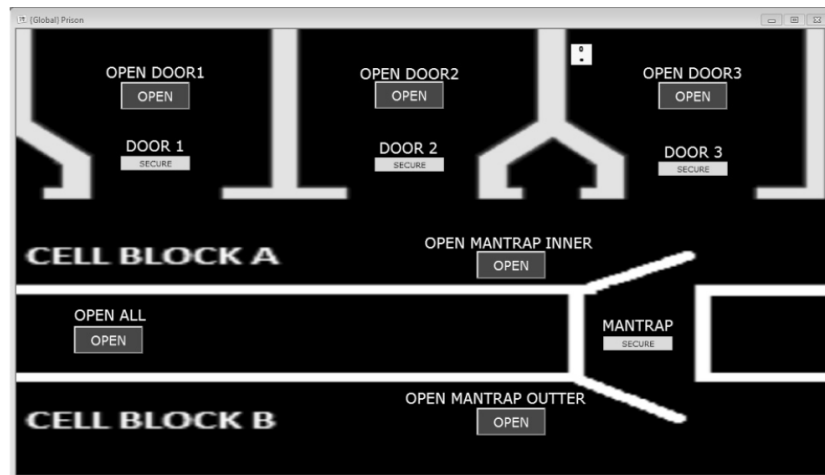 (Global) Prison
OPEN DOOR1
OPEN
OPEN DOOR2
OPEN
OPEN DOOR3
OPEN
0
DOOR 1
SECURE
DOOR 2
SECURE
DOOR 3
SECURE
CELL BLOCK A
OPEN MANTRAP INNER
OPEN
OPEN ALL
OPEN
MANTRAP
SECURE
OPEN MANTRAP OUTTER
OPEN
CELL BLOCK B